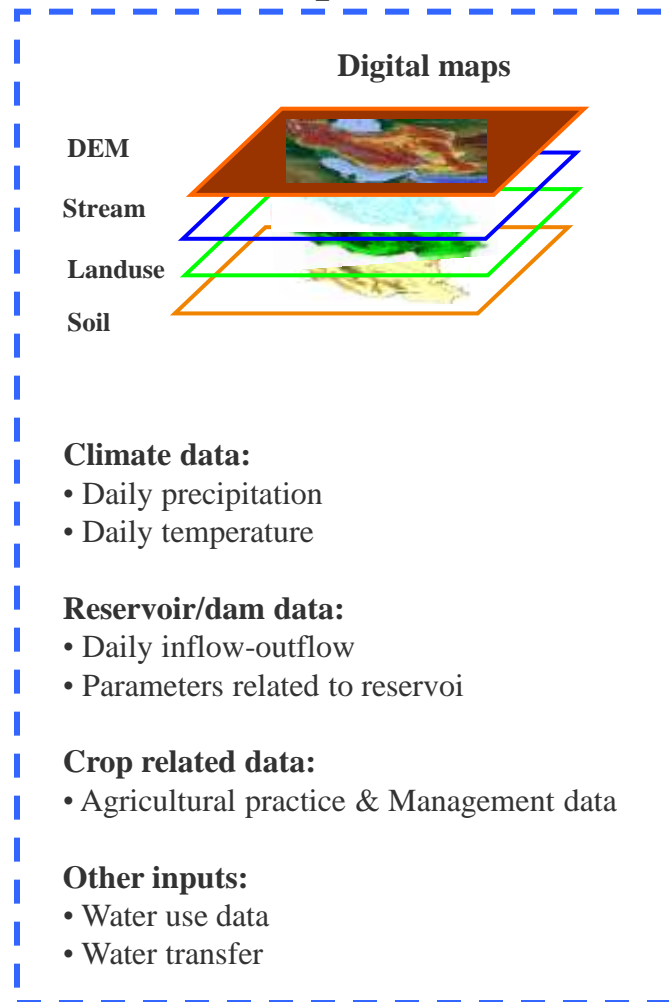 Digital maps
DEM
Stream
Landuse
Soil
Climate data:
• Daily precipitation
• Daily temperature
Reservoir/dam data:
• Daily inflow-outflow
• Parameters related to reservoi
Crop related data:
• Agricultural practice & Management data
Other inputs:
• Water use data
• Water transfer